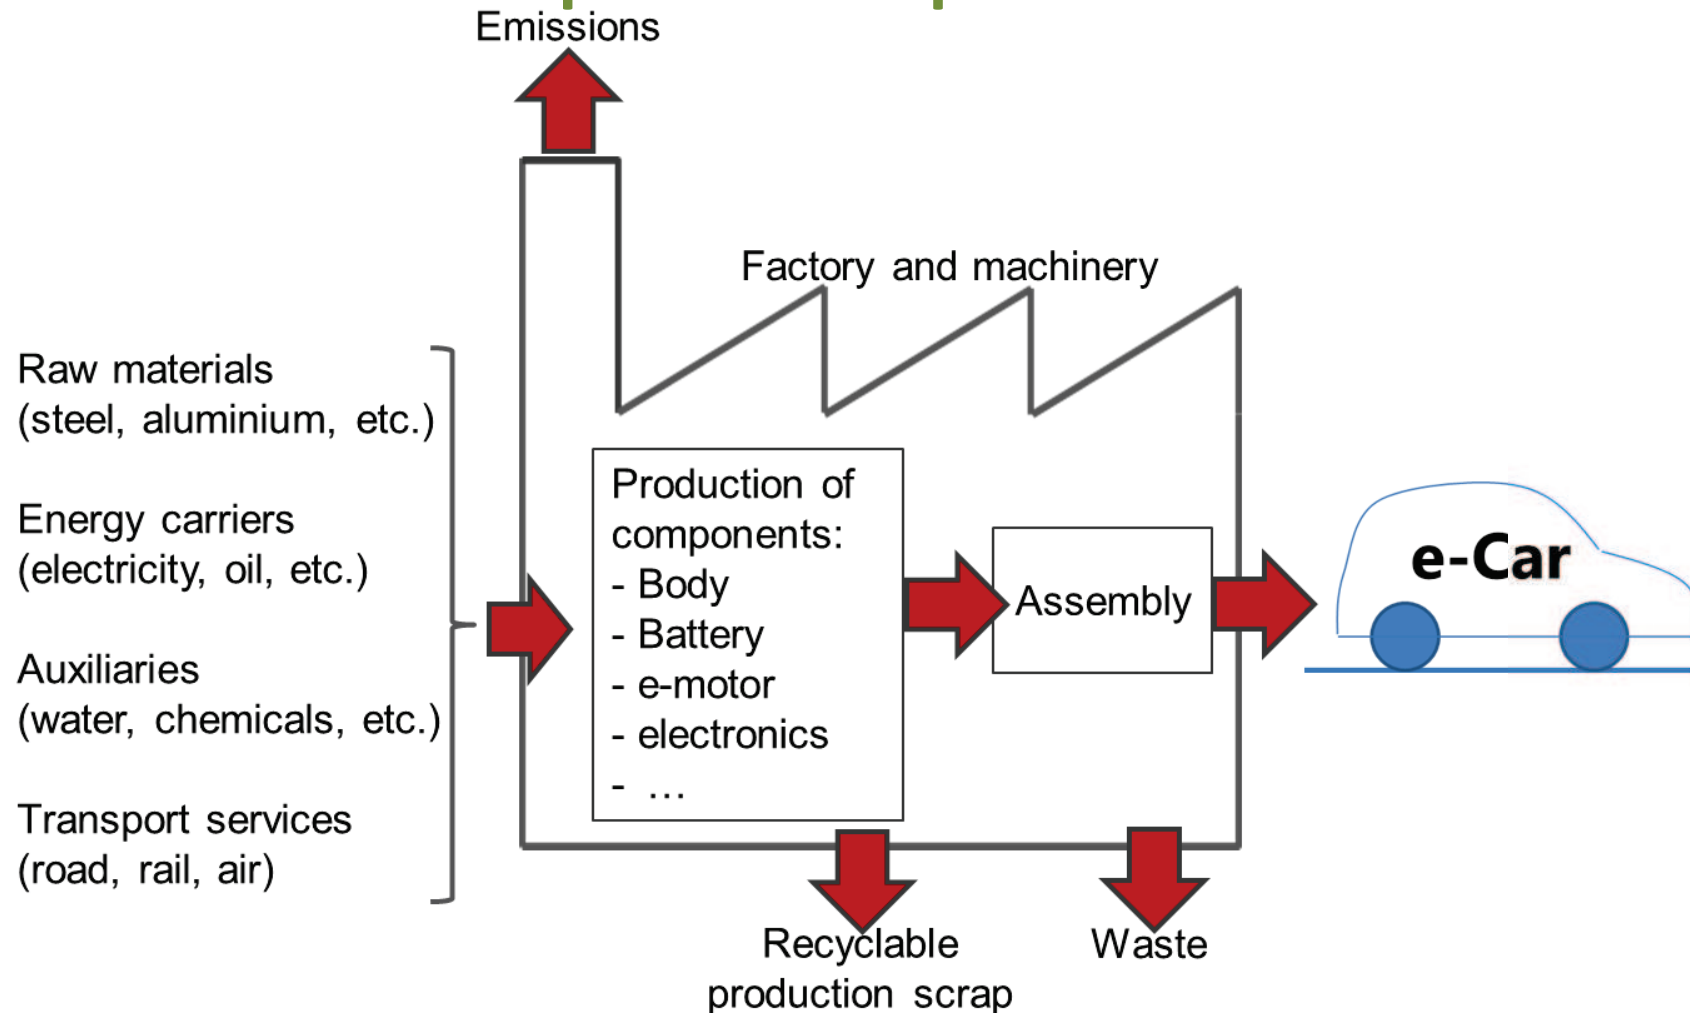 Emissions
Factory and machinery
Raw materials
(steel, aluminium, etc.)
Energy carriers
(electricity, oil, etc.)
Auxiliaries
(water, chemicals, etc.)
Transport services
(road, rail, air)
Production of
components:
- Body
- Battery
- e-motor
- electronics
- ...
Assembly
e-Car
Recyclable
production scrap
Waste